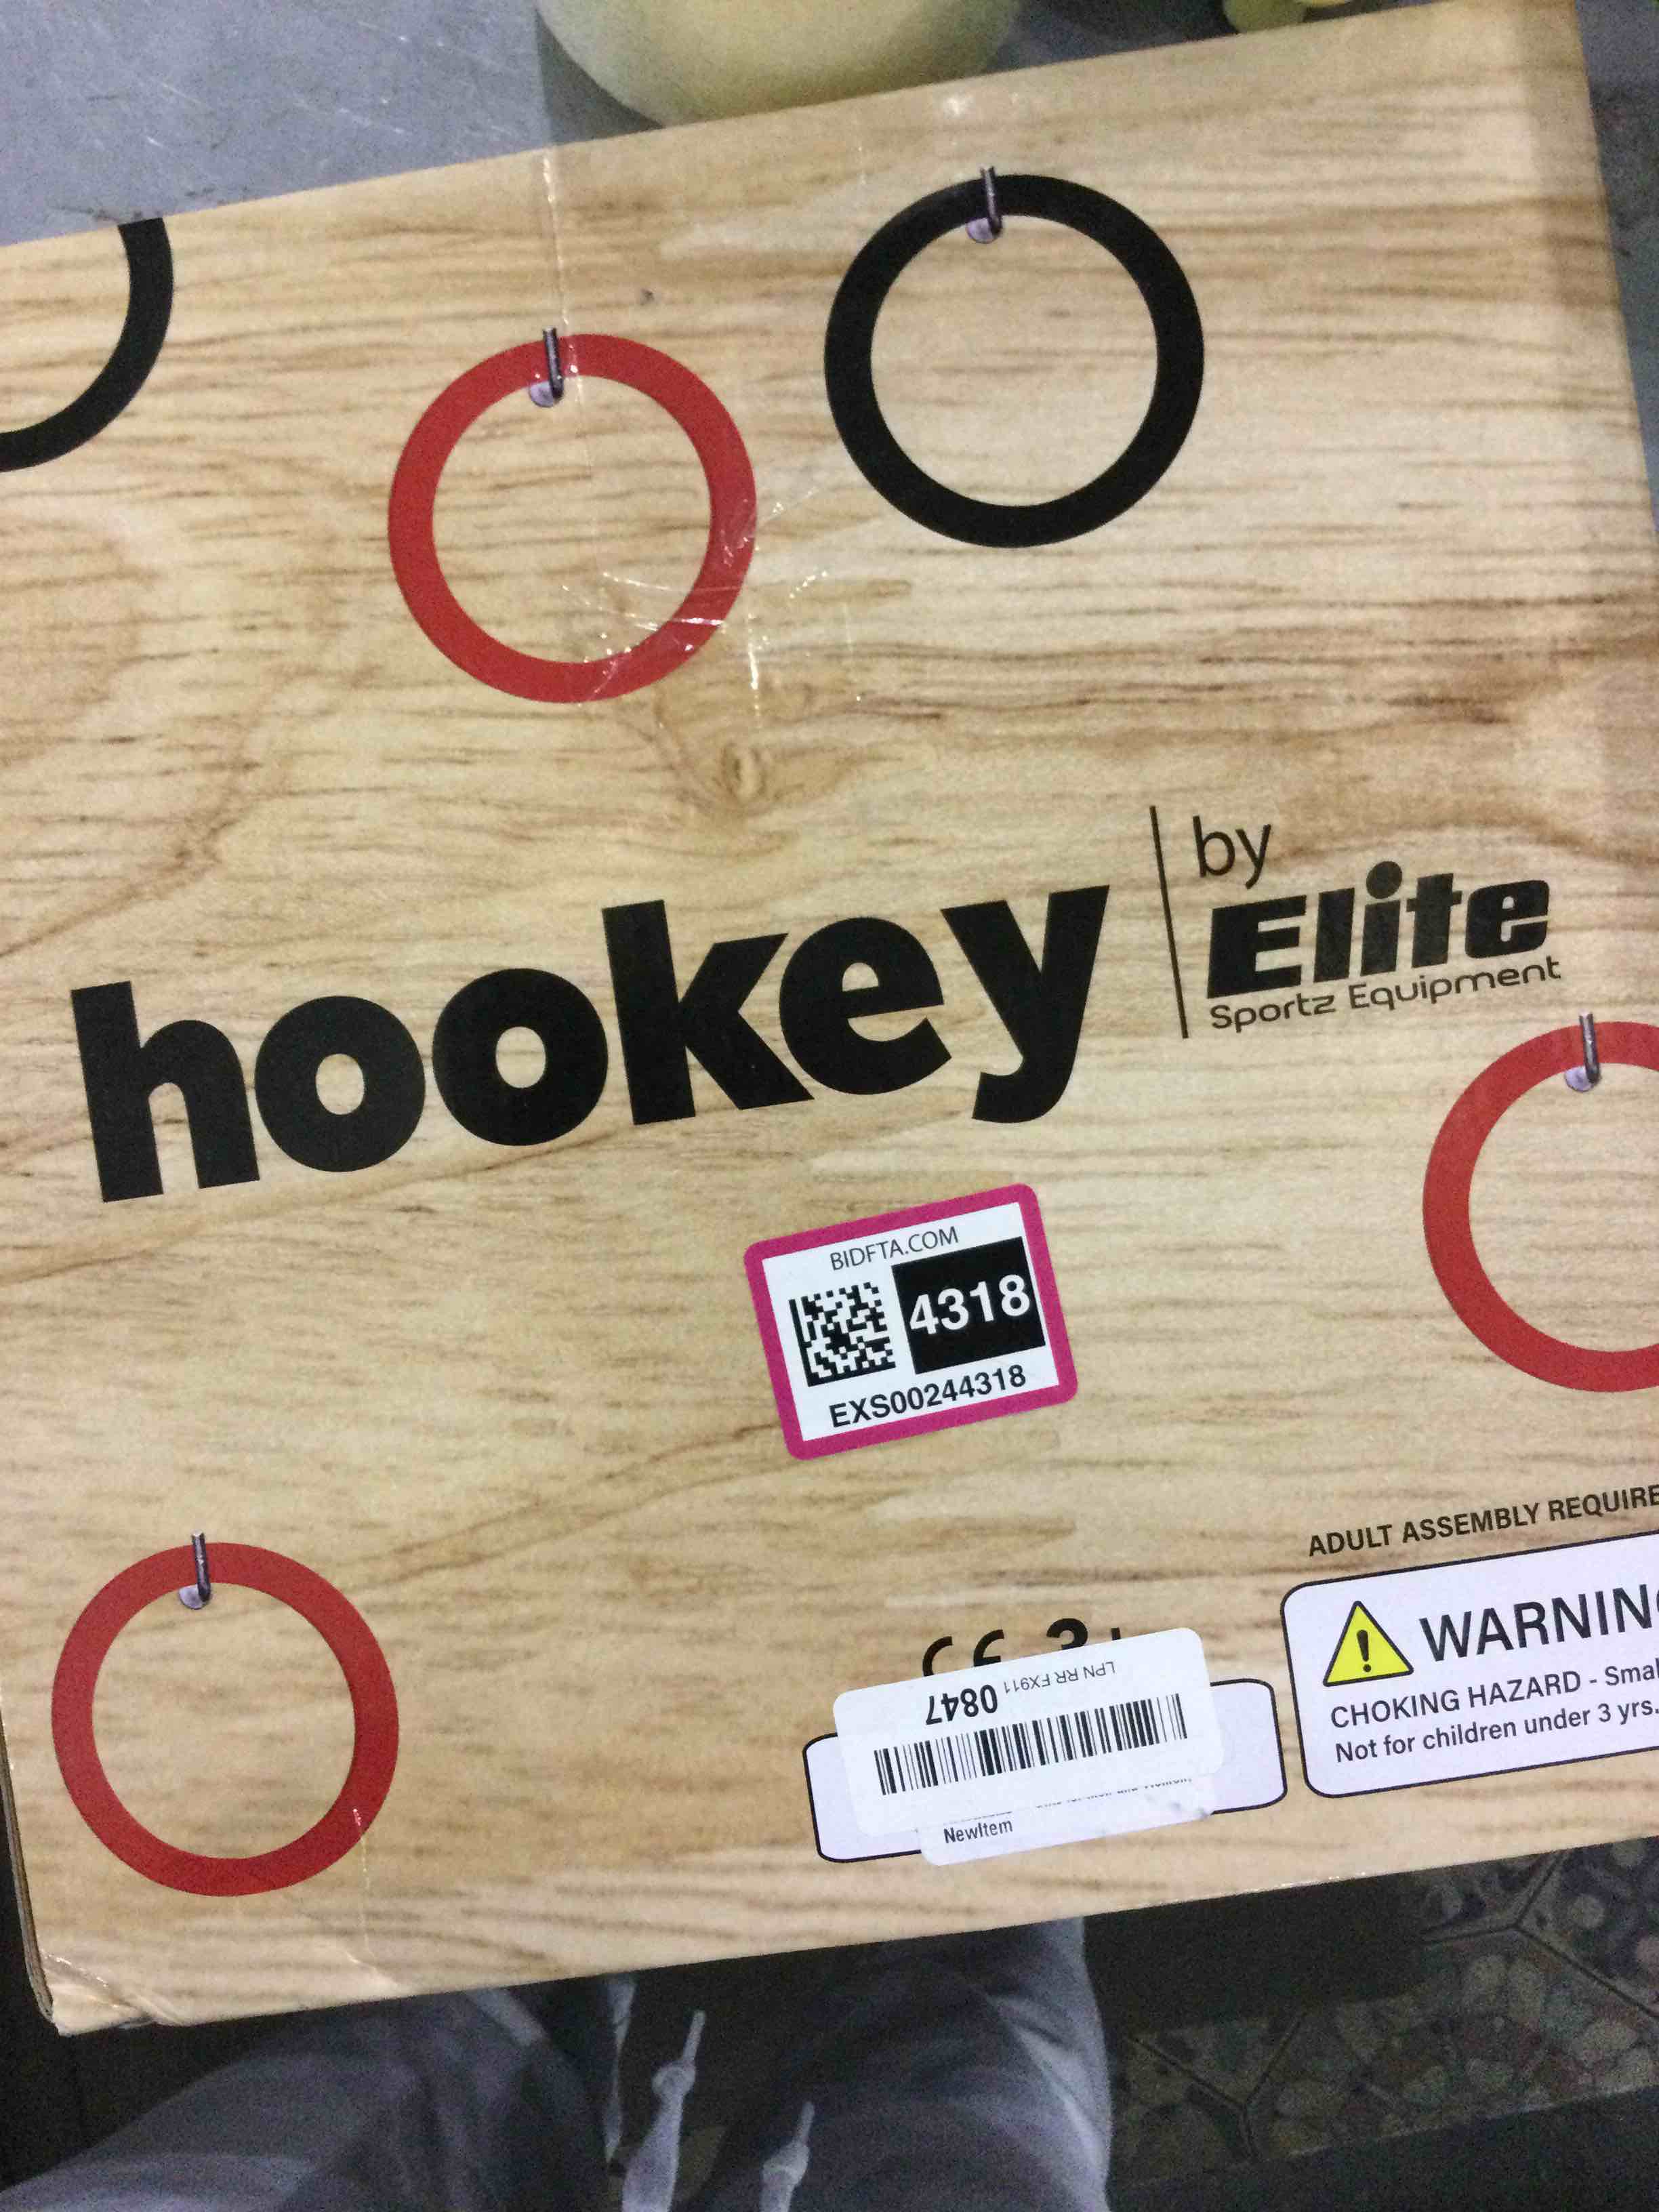 hookey
by
Elite
Sportz Equipment
BIDFTA.COM
4318
EXS00244318
ADULT ASSEMBLY REQUIRE
WARNING
CHOKING HAZARD - Smal
Not for children under 3 yrs.
CE
LPN RR FX911 0847
NewItem